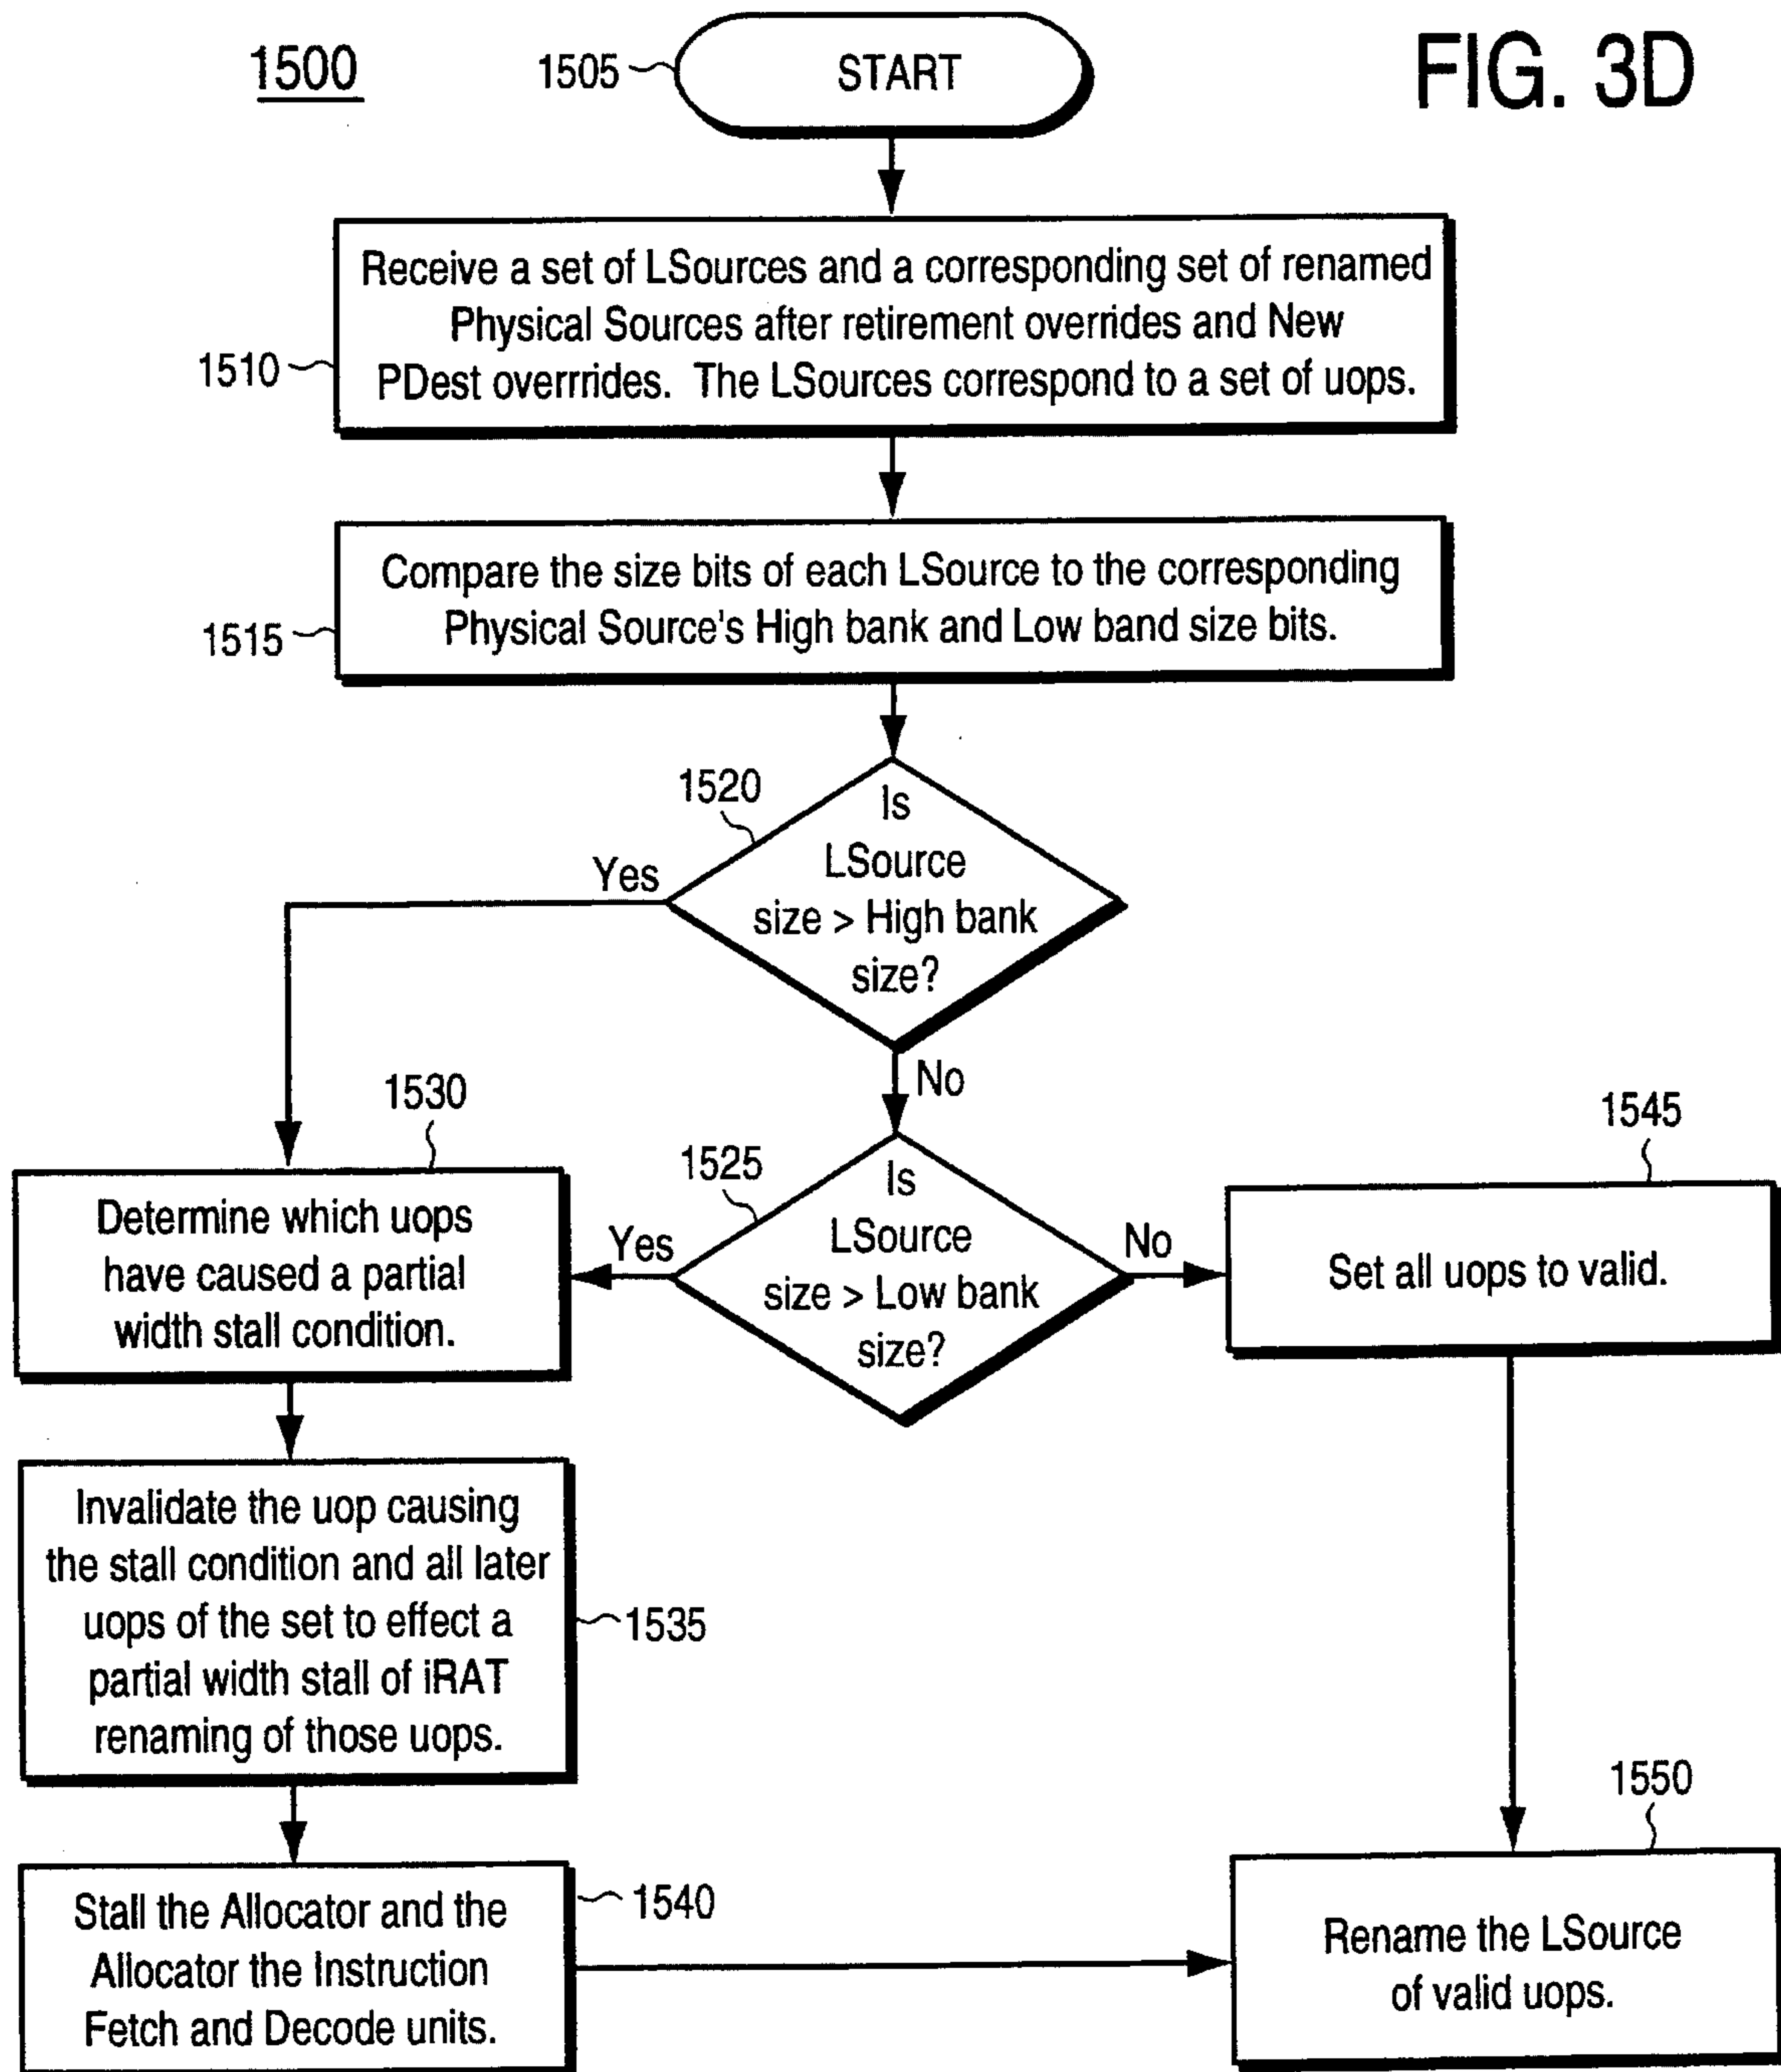 1500
1505
START
FIG. 3D
Receive a set of LSources and a corresponding set of renamed
Physical Sources after retirement overrides and New
PDest overrrides. The LSources correspond to a set of uops.
1510
Compare the size bits of each LSource to the corresponding
Physical Source's High bank and Low band size bits.
1515
1520
Is
LSource
size > High bank
size?
Yes
No
1530
Determine which uops
have caused a partial
width stall condition.
1525
Is
LSource
size > Low bank
size?
Yes
No
1545
Set all uops to valid.
Invalidate the uop causing
the stall condition and all later
uops of the set to effect a
partial width stall of iRAT
renaming of those uops.
1535
Stall the Allocator and the
Allocator the Instruction
Fetch and Decode units.
1540
1550
Rename the LSource
of valid uops.